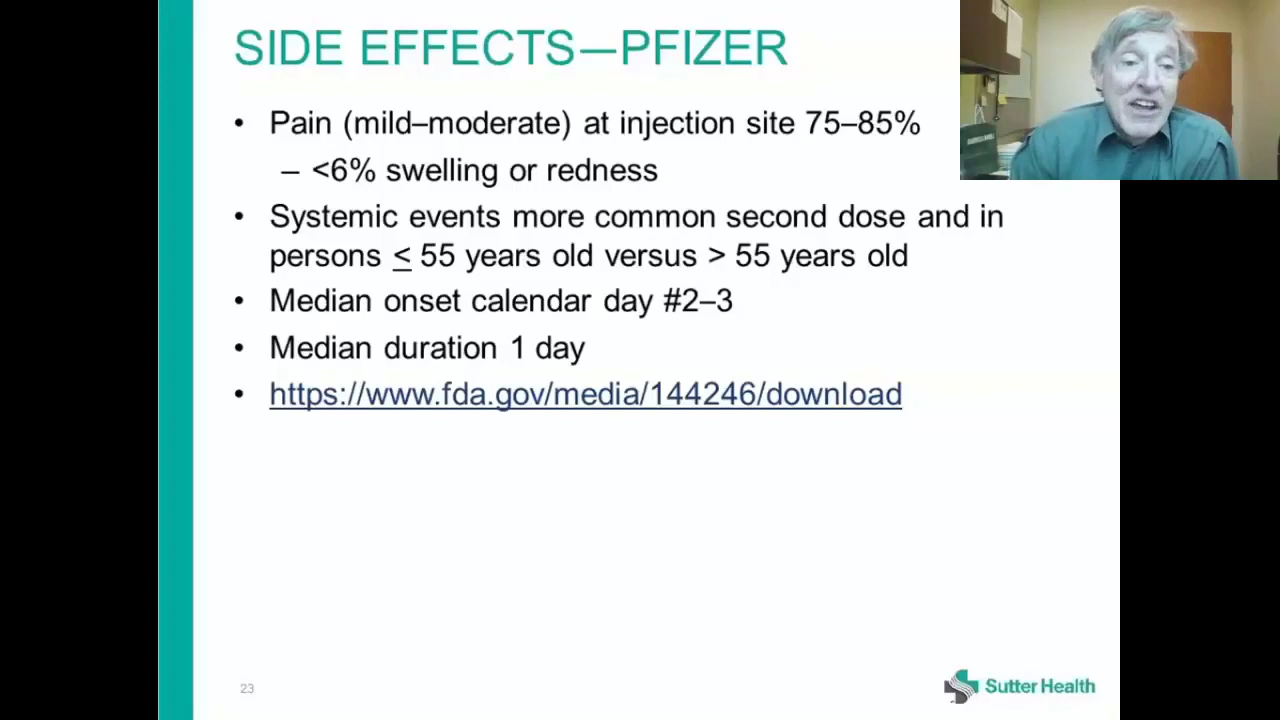 SIDE EFFECTS—PFIZER
• Pain (mild–moderate) at injection site 75–85%
– <6% swelling or redness
• Systemic events more common second dose and in
persons ≤ 55 years old versus > 55 years old
• Median onset calendar day #2–3
• Median duration 1 day
• https://www.fda.gov/media/144246/download
23
Sutter Health